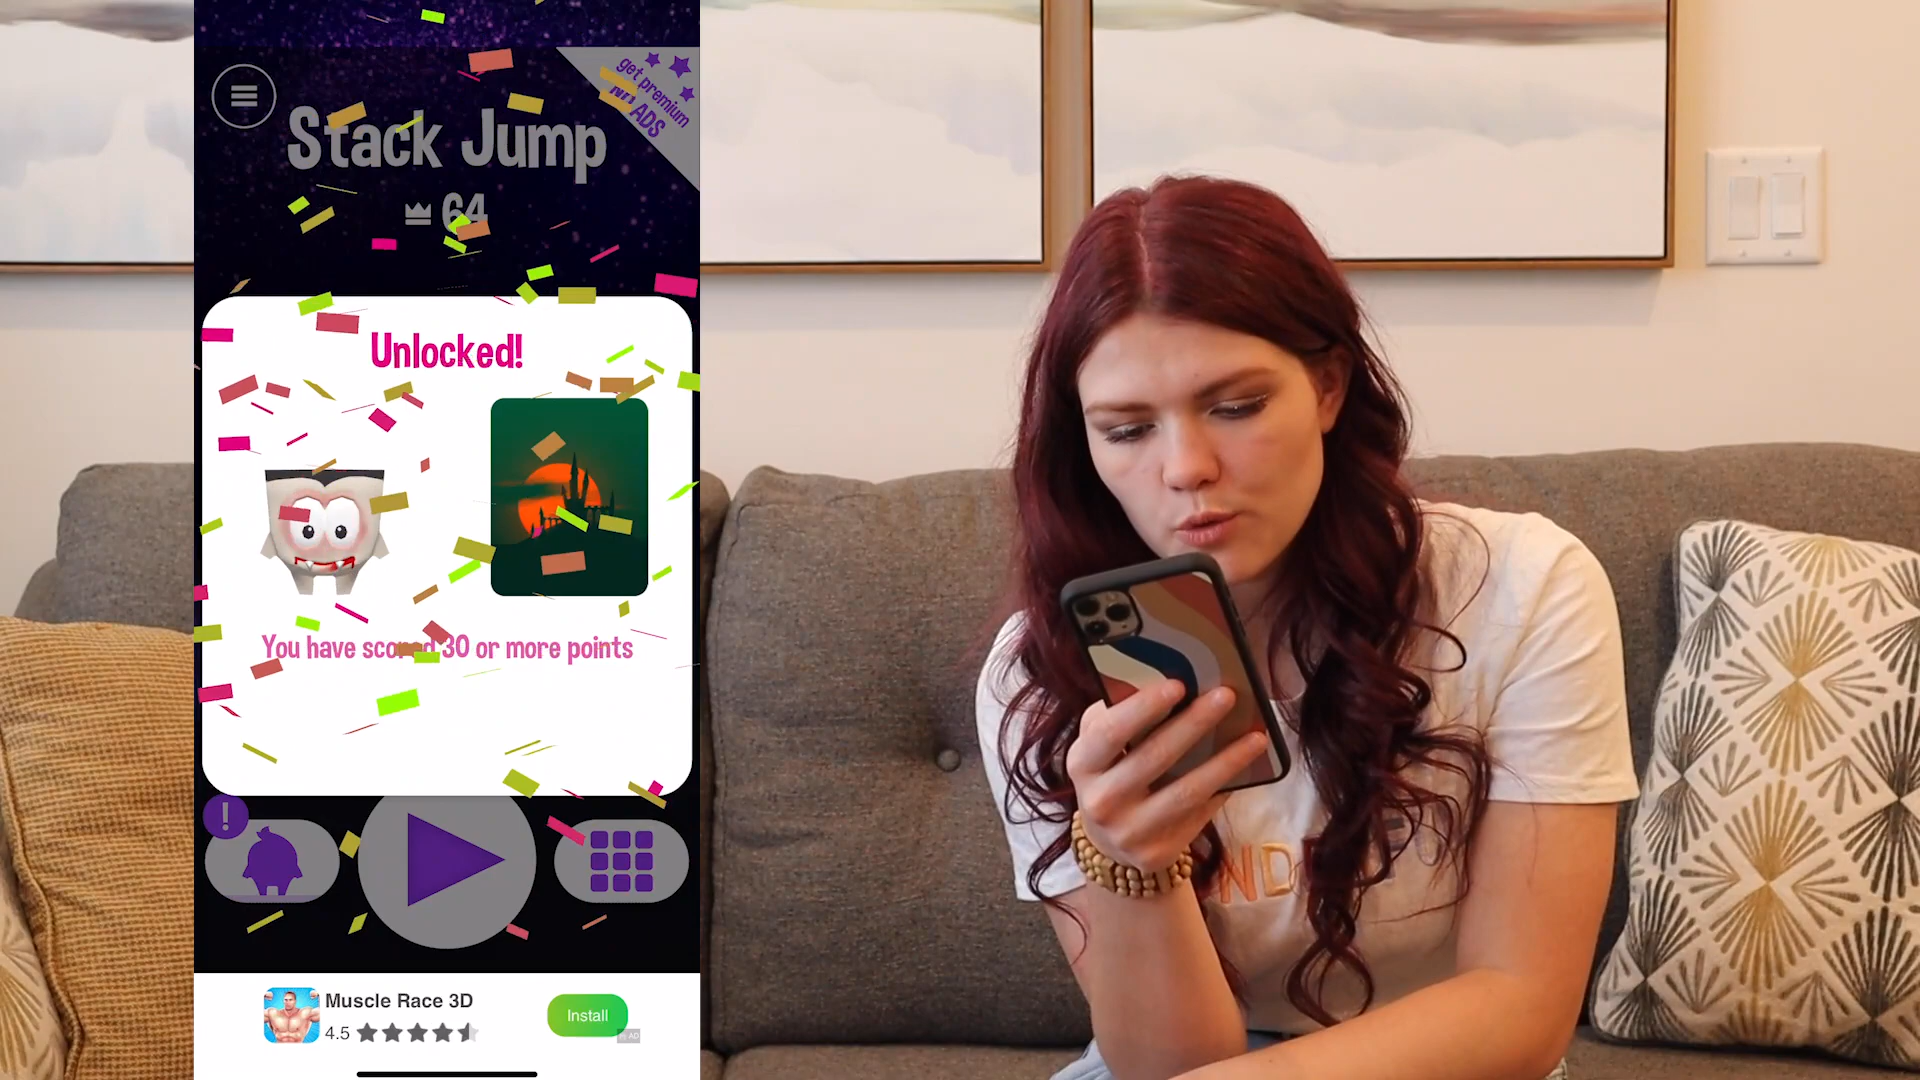 get premium
ADS
Stack Jump
64
Unlocked!
You have scored 30 or more points
!
Muscle Race 3D
4.5
Install
AD